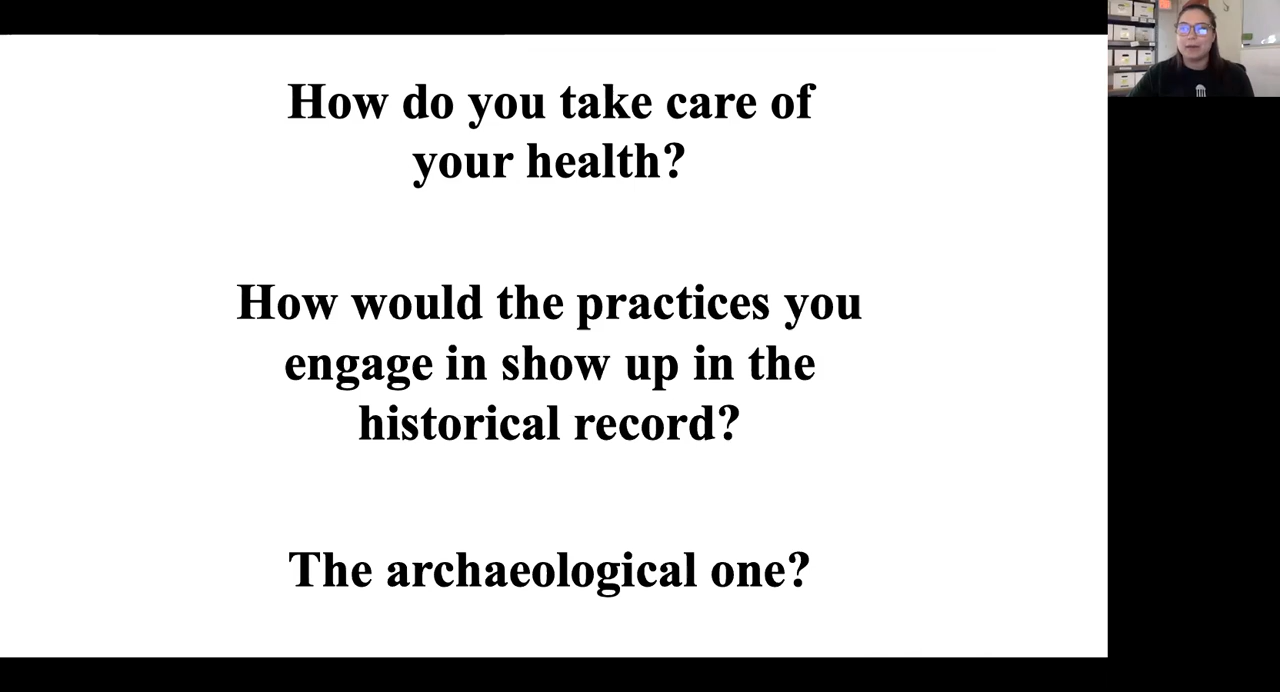 How do you take care of
your health?
How would the practices you
engage in show up in the
historical record?
The archaeological one?